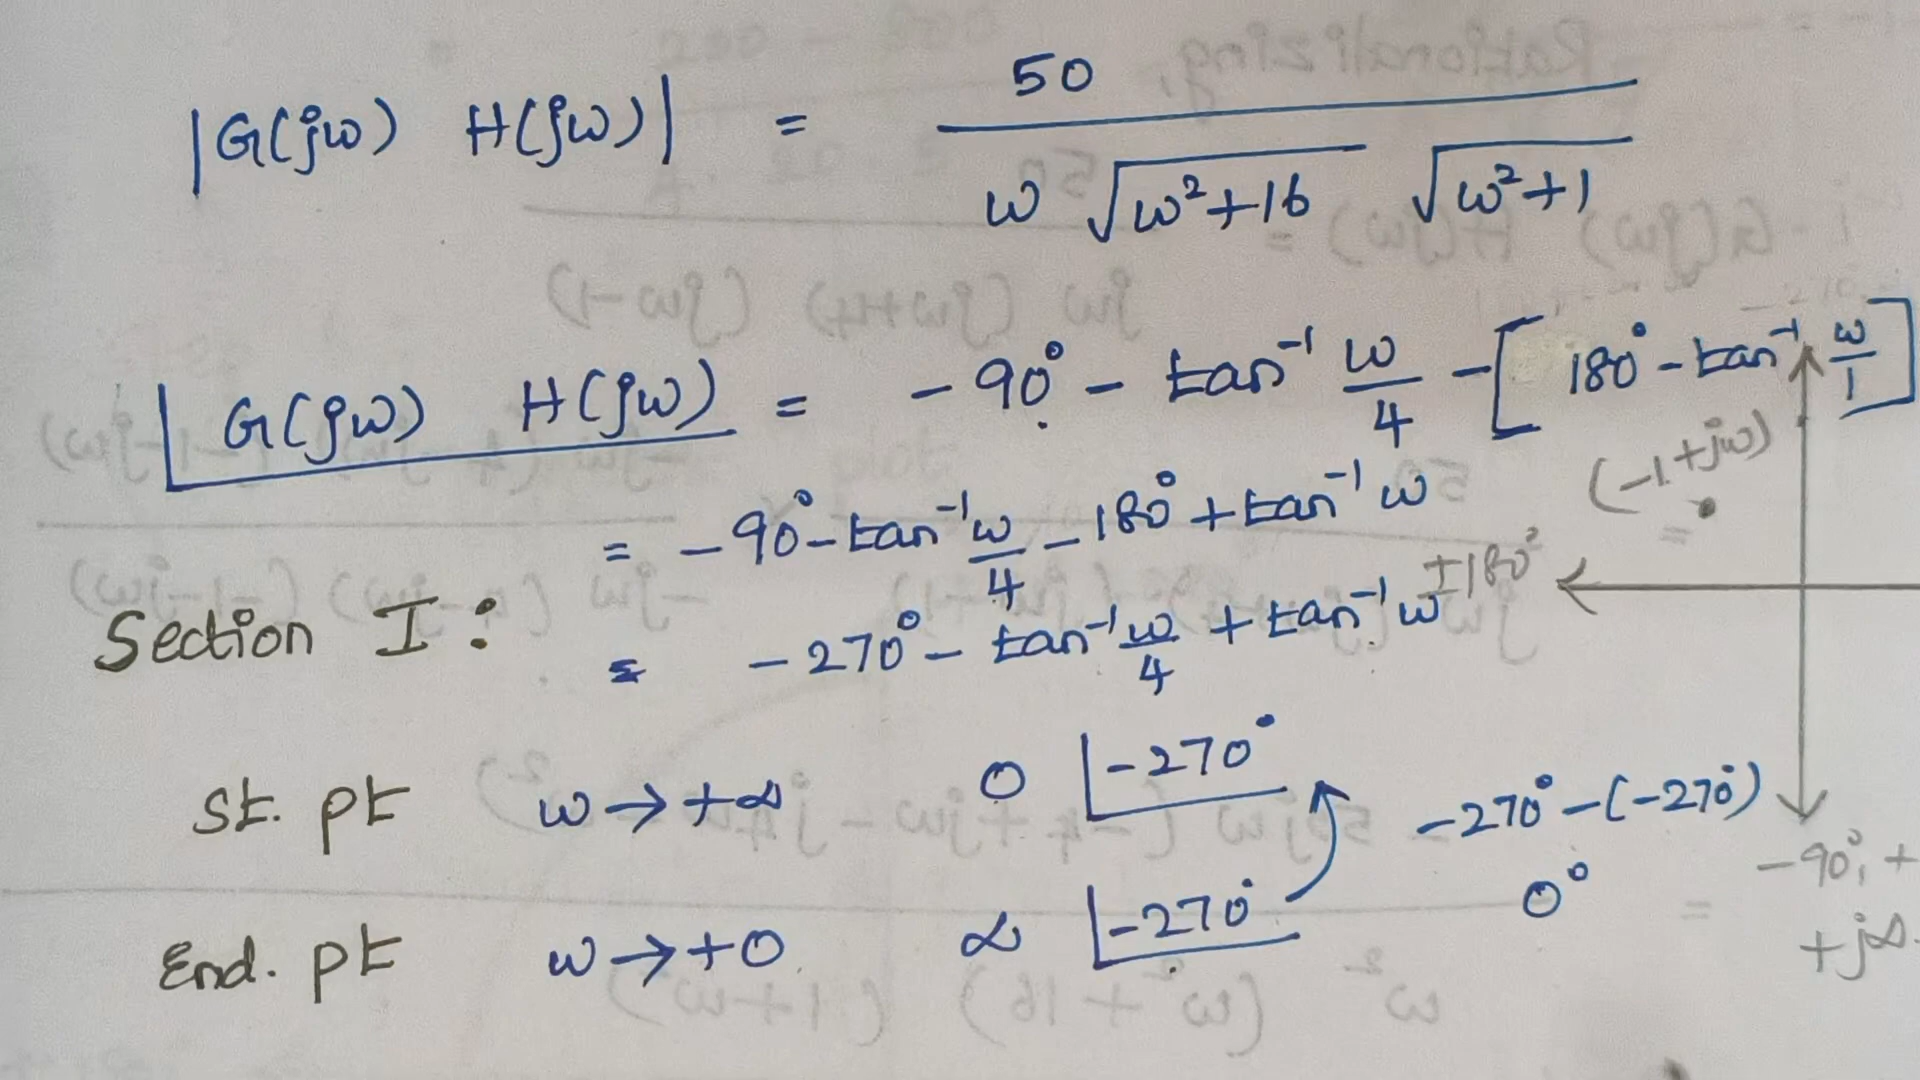 |G(jω) H(jω)| = 50 / ω √ω²+16 √ω²+1
∠G(jω) H(jω) = -90° - tan⁻¹ ω/4 - [180° - tan⁻¹ ω/1]
(-1+jω)
= -90° - tan⁻¹ ω/4 - 180° + tan⁻¹ ω
±180°
Section I :
= -270° - tan⁻¹ ω/4 + tan⁻¹ ω
St. pt ω → +∞ 0 ∠-270°
-270° - (-270°)
-90°, +
End. pt ω → +0 ∞ ∠-270° 0°
+j∞